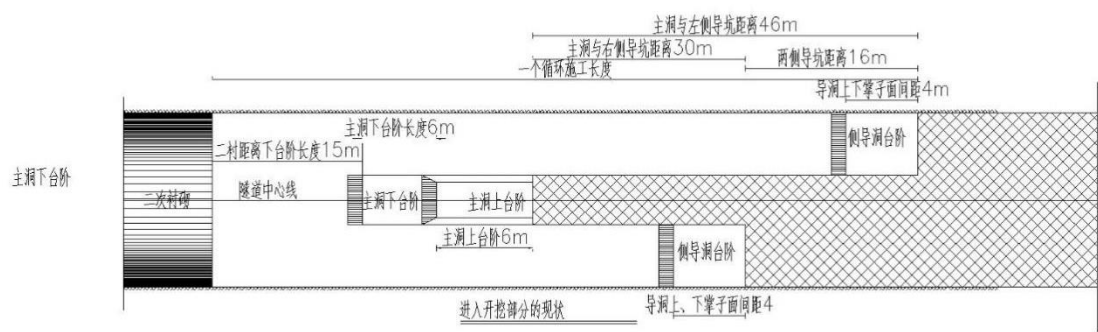 主洞与左侧导坑距离46m
主洞与右侧导坑距离30m
两侧导坑距离16m
一个循环施工长度
导洞上下掌子面间距4m
主洞下台阶长度6m
侧导洞台阶
二村距离下台阶长度15m
主洞下台阶
二次衬砌
隧道中心线
主洞下台阶
主洞上台阶
主洞上台阶6m
侧导洞台阶
进入开挖部分的现状
导洞上、下掌子面间距4